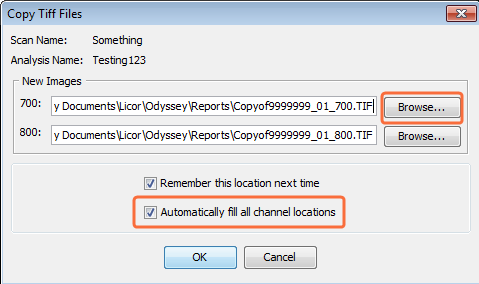 Copy Tiff Files
Scan Name: Something
Analysis Name: Testing123
New Images
700: y Documents\Licor\Odyssey\Reports\Copyof9999999_01_700.TIF Browse...
800: y Documents\Licor\Odyssey\Reports\Copyof9999999_01_800.TIF Browse...
Remember this location next time
Automatically fill all channel locations
OK Cancel